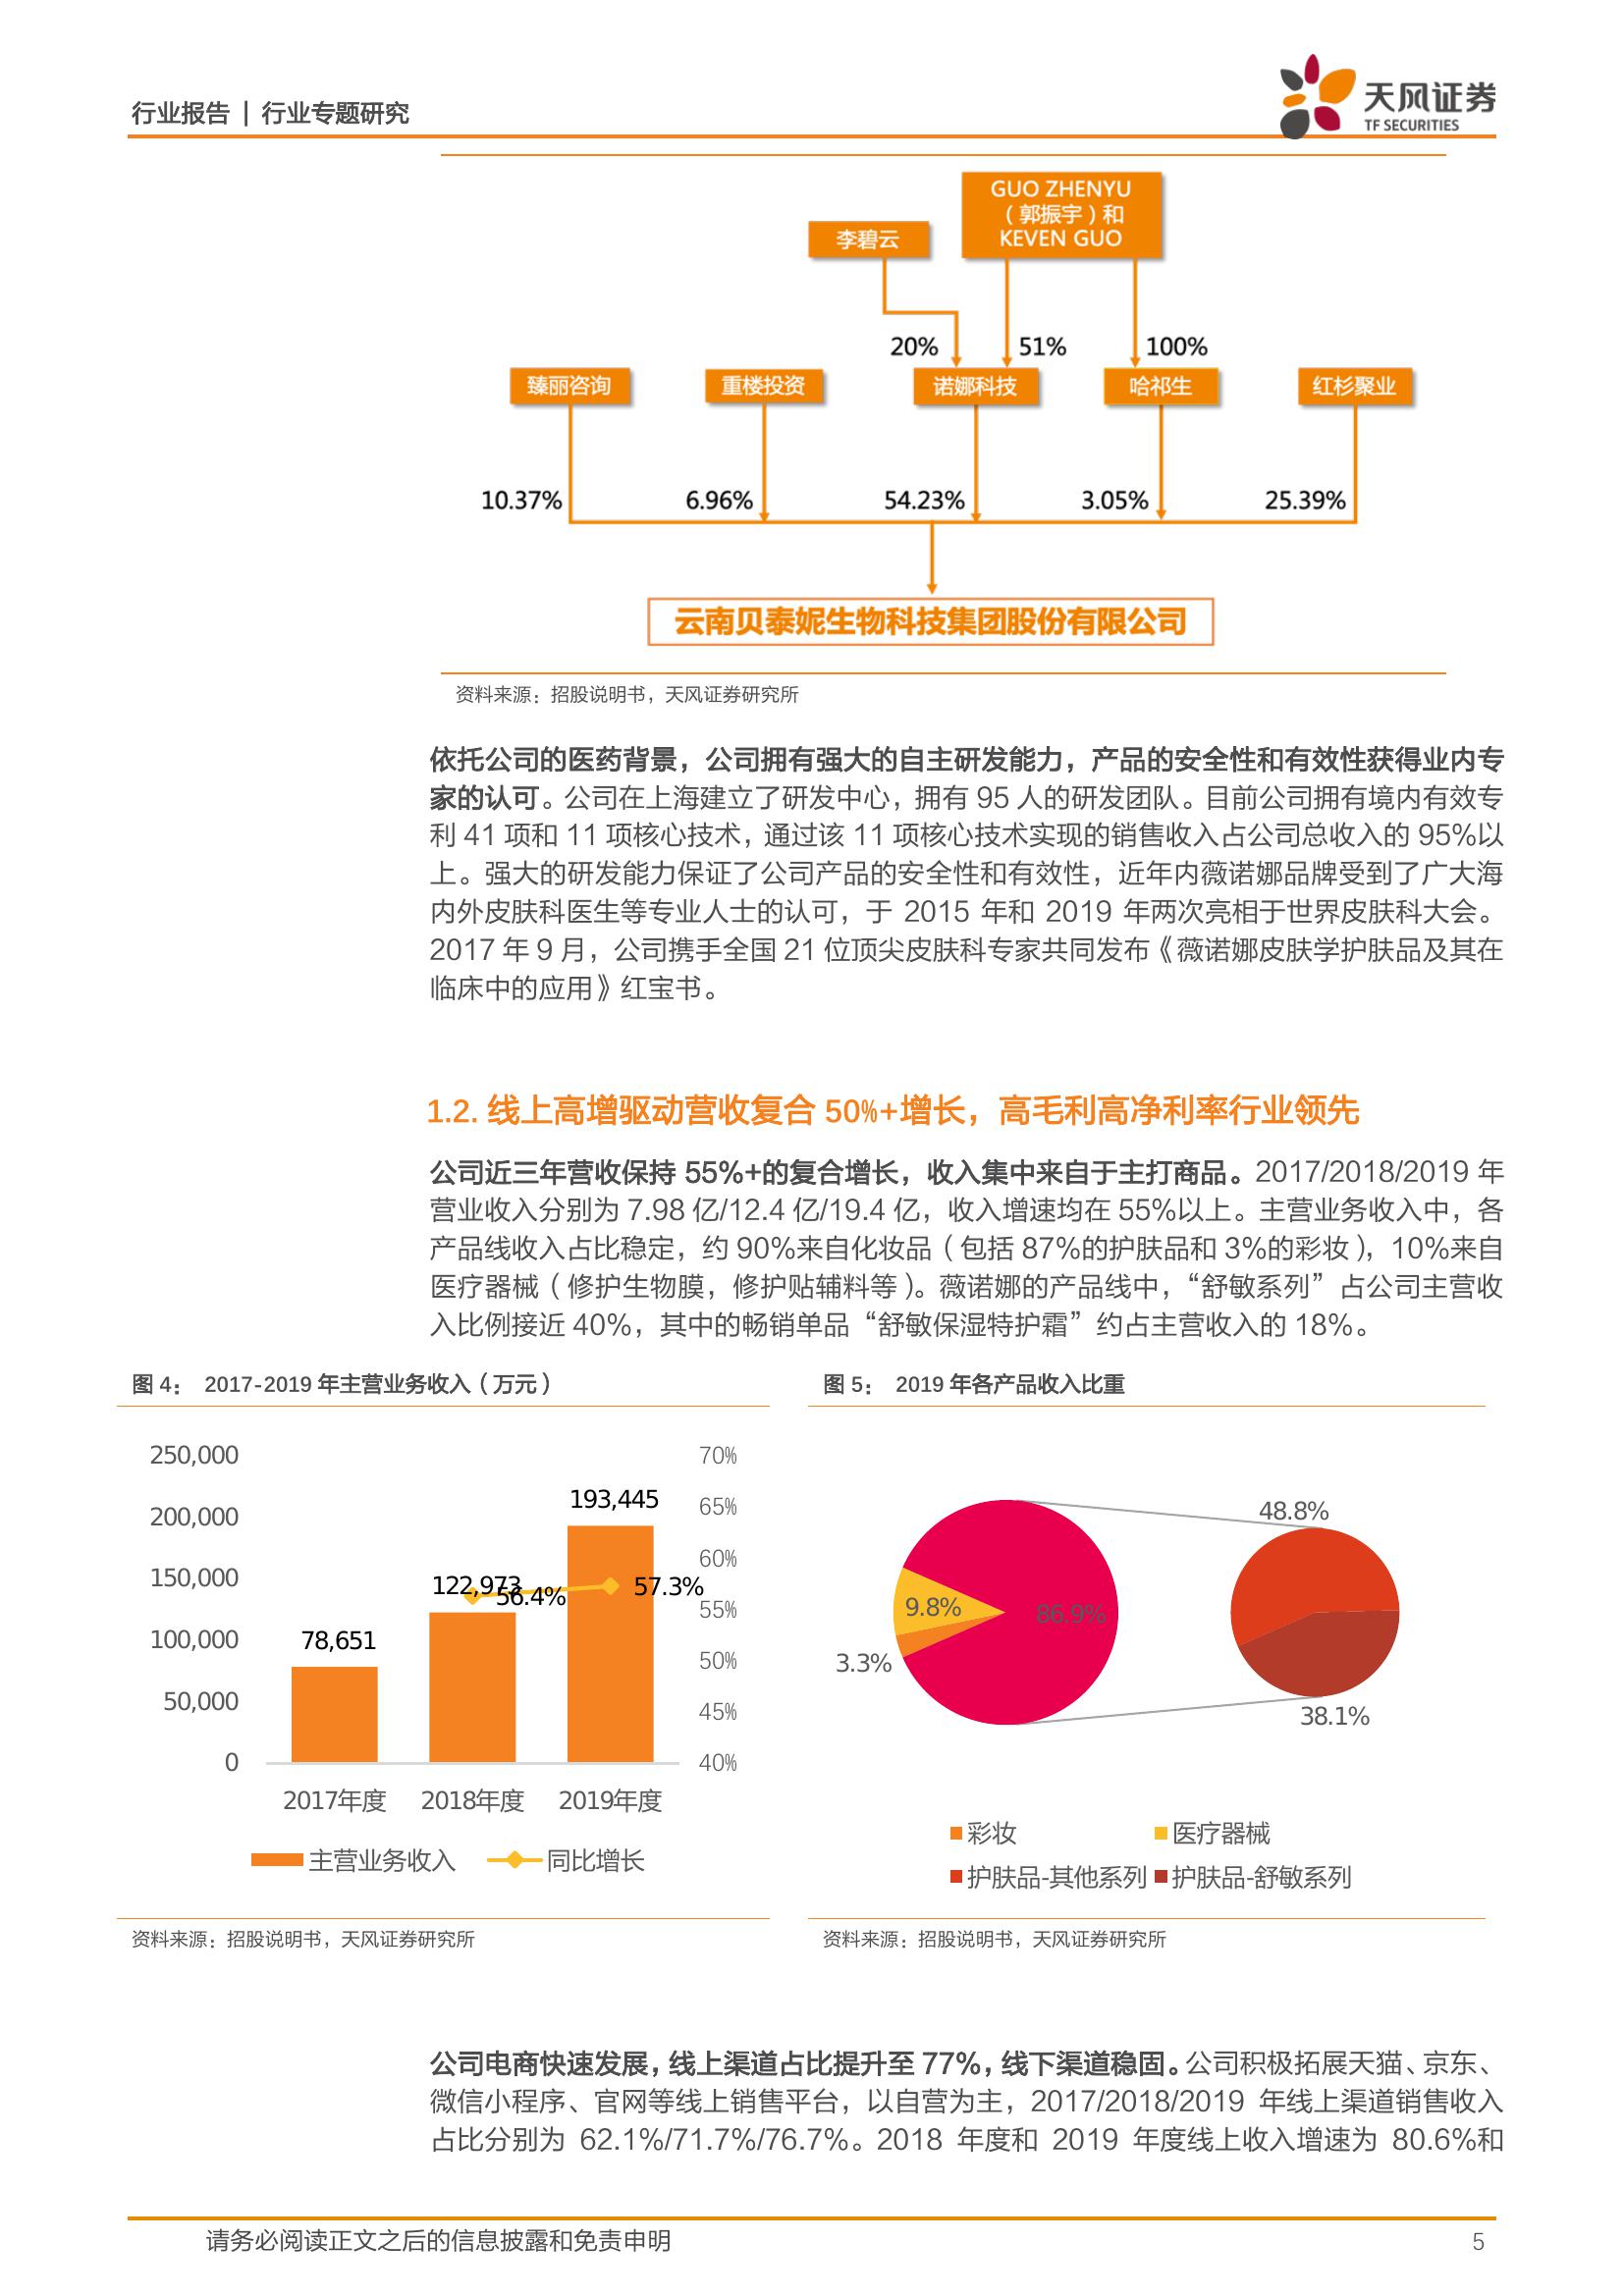 行业报告 | 行业专题研究
天风证券
TF SECURITIES
GUO ZHENYU
（郭振宇）和
KEVEN GUO
李碧云
20%
51%
100%
臻丽咨询
重楼投资
诺娜科技
哈祁生
红杉聚业
10.37%
6.96%
54.23%
3.05%
25.39%
云南贝泰妮生物科技集团股份有限公司
资料来源：招股说明书，天风证券研究所
依托公司的医药背景，公司拥有强大的自主研发能力，产品的安全性和有效性获得业内专
家的认可。公司在上海建立了研发中心，拥有 95 人的研发团队。目前公司拥有境内有效专
利 41 项和 11 项核心技术，通过该 11 项核心技术实现的销售收入占公司总收入的 95%以
上。强大的研发能力保证了公司产品的安全性和有效性，近年内薇诺娜品牌受到了广大海
内外皮肤科医生等专业人士的认可，于 2015 年和 2019 年两次亮相于世界皮肤科大会。
2017 年 9 月，公司携手全国 21 位顶尖皮肤科专家共同发布《薇诺娜皮肤学护肤品及其在
临床中的应用》红宝书。
1.2. 线上高增驱动营收复合 50%+增长，高毛利高净利率行业领先
公司近三年营收保持 55%+的复合增长，收入集中来自于主打商品。2017/2018/2019 年
营业收入分别为 7.98 亿/12.4 亿/19.4 亿，收入增速均在 55%以上。主营业务收入中，各
产品线收入占比稳定，约 90%来自化妆品（包括 87%的护肤品和 3%的彩妆），10%来自
医疗器械（修护生物膜，修护贴辅料等）。薇诺娜的产品线中，“舒敏系列”占公司主营收
入比例接近 40%，其中的畅销单品“舒敏保湿特护霜”约占主营收入的 18%。
图 4： 2017-2019 年主营业务收入（万元）
250,000
200,000
150,000
100,000
50,000
0
70%
65%
60%
55%
50%
45%
40%
78,651
122,973
193,445
56.4%
57.3%
2017年度
2018年度
2019年度
主营业务收入
同比增长
资料来源：招股说明书，天风证券研究所
图 5： 2019 年各产品收入比重
48.8%
9.8%
86.9%
3.3%
38.1%
彩妆
医疗器械
护肤品-其他系列
护肤品-舒敏系列
资料来源：招股说明书，天风证券研究所
公司电商快速发展，线上渠道占比提升至 77%，线下渠道稳固。公司积极拓展天猫、京东、
微信小程序、官网等线上销售平台，以自营为主，2017/2018/2019 年线上渠道销售收入
占比分别为 62.1%/71.7%/76.7%。2018 年度和 2019 年度线上收入增速为 80.6%和
请务必阅读正文之后的信息披露和免责申明
5